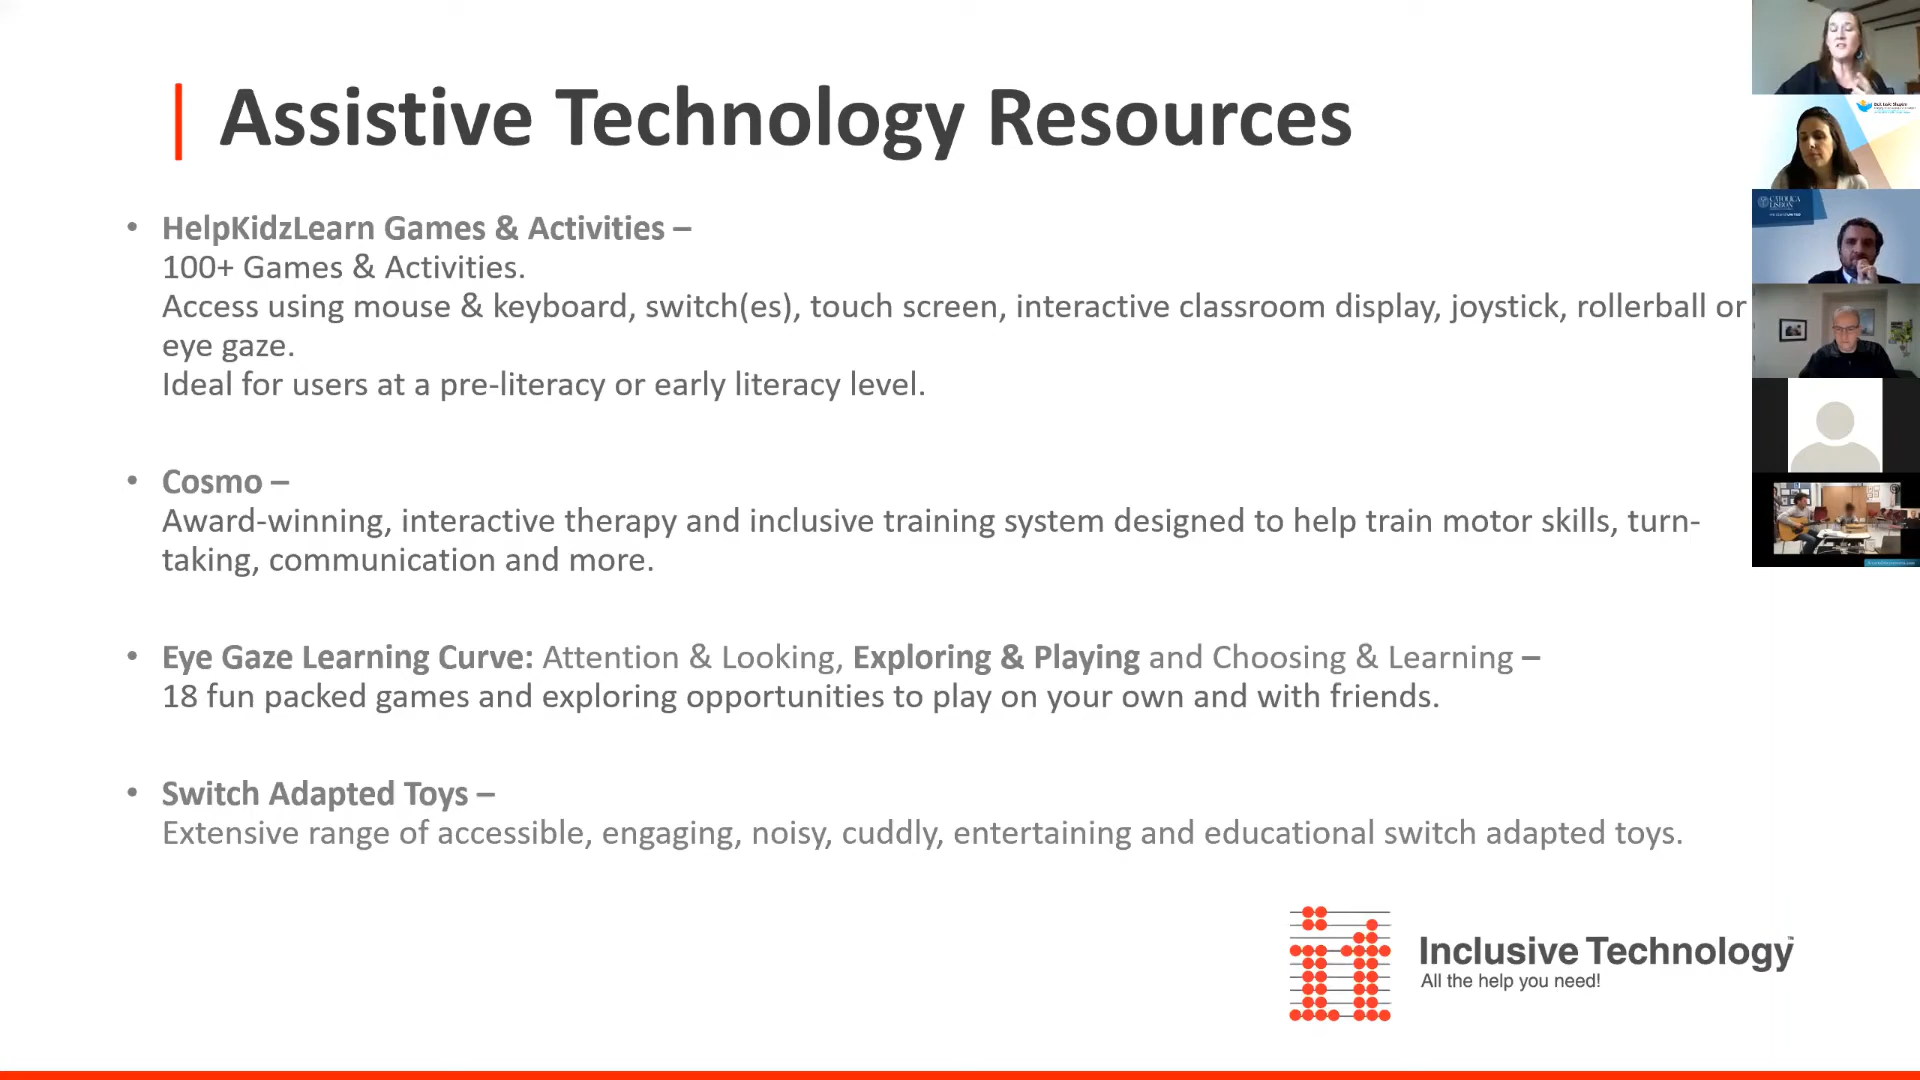 Assistive Technology Resources
• HelpKidzLearn Games & Activities –
100+ Games & Activities.
Access using mouse & keyboard, switch(es), touch screen, interactive classroom display, joystick, rollerball or
eye gaze.
Ideal for users at a pre-literacy or early literacy level.
• Cosmo –
Award-winning, interactive therapy and inclusive training system designed to help train motor skills, turn-
taking, communication and more.
• Eye Gaze Learning Curve: Attention & Looking, Exploring & Playing and Choosing & Learning –
18 fun packed games and exploring opportunities to play on your own and with friends.
• Switch Adapted Toys –
Extensive range of accessible, engaging, noisy, cuddly, entertaining and educational switch adapted toys.
Inclusive Technology
All the help you need!
CATÓLICA
LISBON